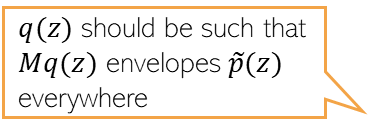 q(z) should be such that
Mq(z) envelopes p̃(z)
everywhere